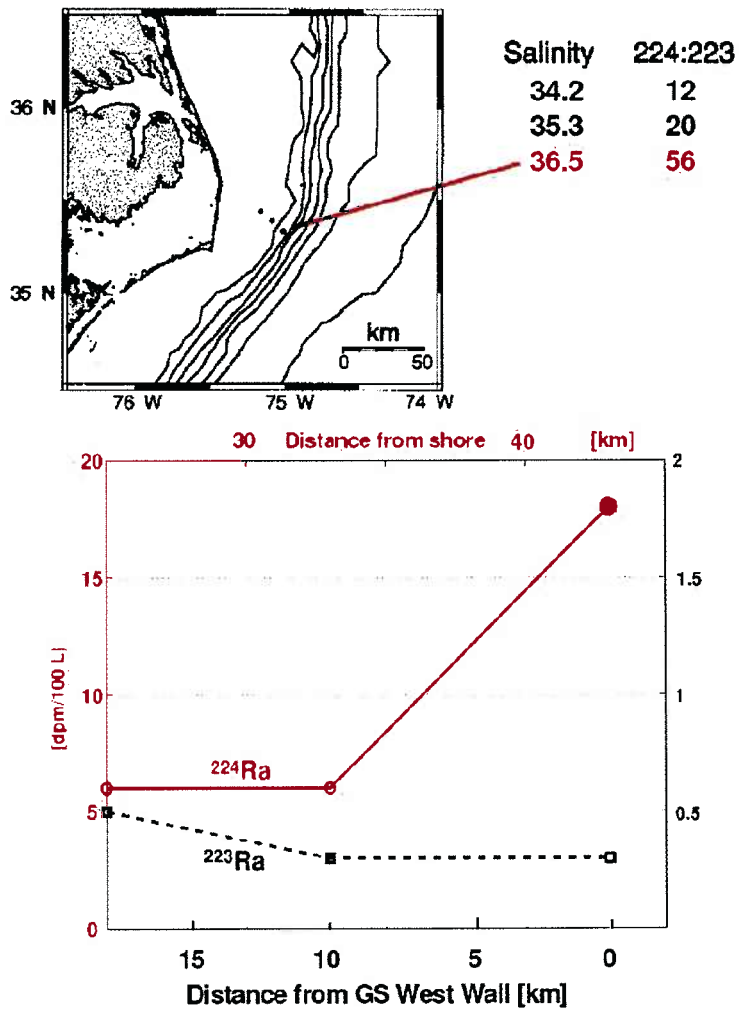 Salinity 224:223
34.2 12
35.3 20
36.5 56
36 N
35 N
km
0 50
76 W 75 W 74 W
30 Distance from shore 40 [km]
20 2
15 1.5
10 1
5 0.5
0 0
[dpm/100 L]
224Ra
223Ra
15 10 5 0
Distance from GS West Wall [km]